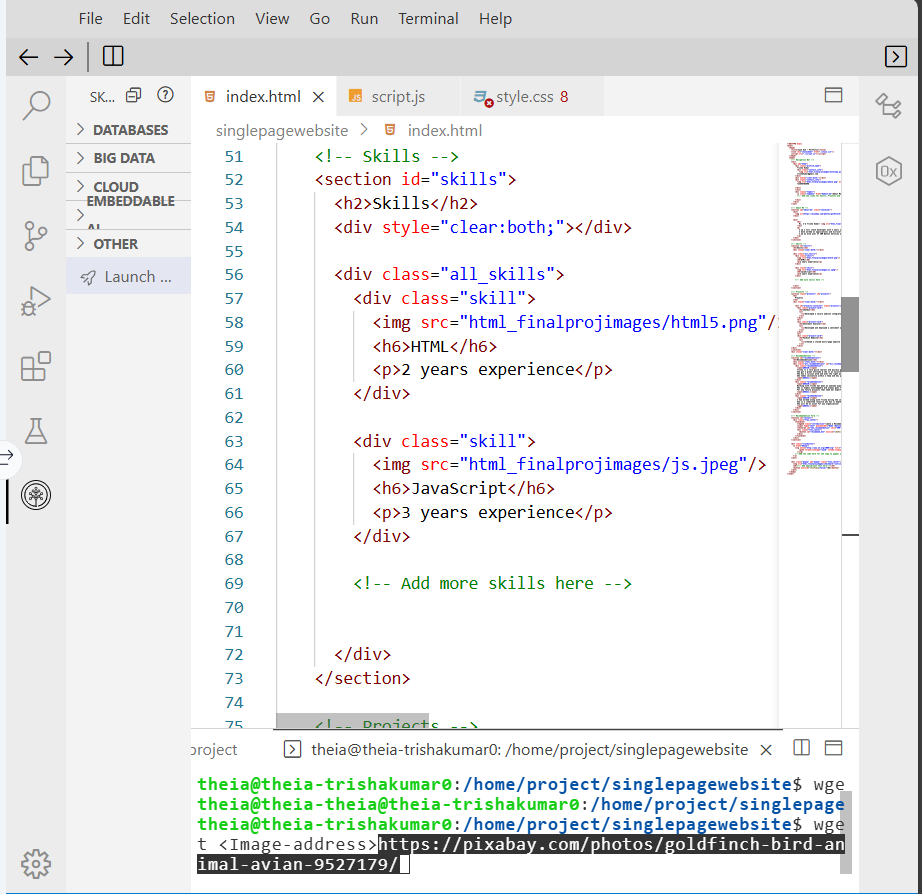 File Edit Selection View Go Run Terminal Help
SK...
DATABASES
BIG DATA
CLOUD
EMBEDDABLE
AI
OTHER
Launch ...
index.html
script.js
style.css 8
singlepagewebsite > index.html
51 <!-- Skills -->
52 <section id="skills">
53 <h2>Skills</h2>
54 <div style="clear:both;"></div>
55
56 <div class="all_skills">
57 <div class="skill">
58 <img src="html_finalprojimages/html5.png"/>
59 <h6>HTML</h6>
60 <p>2 years experience</p>
61 </div>
62
63 <div class="skill">
64 <img src="html_finalprojimages/js.jpeg"/>
65 <h6>JavaScript</h6>
66 <p>3 years experience</p>
67 </div>
68
69 <!-- Add more skills here -->
70
71
72 </div>
73 </section>
74
75 <!-- Projects -->
0x
project
theia@theia-trishakumar0: /home/project/singlepagewebsite
theia@theia-trishakumar0:/home/project/singlepagewebsite$ wge
theia@theia-theia@theia-trishakumar0:/home/project/singlepage
theia@theia-trishakumar0:/home/project/singlepagewebsite$ wge
t <Image-address>https://pixabay.com/photos/goldfinch-bird-an
imal-avian-9527179/